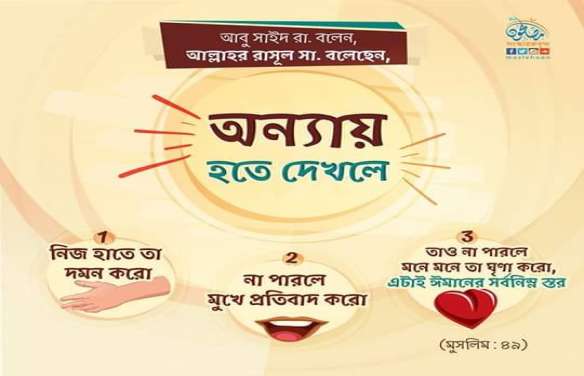 আবু সাইদ রা. বলেন,
আল্লাহর রাসূল সা. বলেছেন,
অন্যায়
হতে দেখলে
1
নিজ হাতে তা
দমন করো
2
না পারলে
মুখে প্রতিবাদ করো
3
তাও না পারলে
মনে মনে তা ঘৃণা করো,
এটাই ঈমানের সর্বনিম্ন স্তর
(মুসলিম : ৪৯)
moslehoon